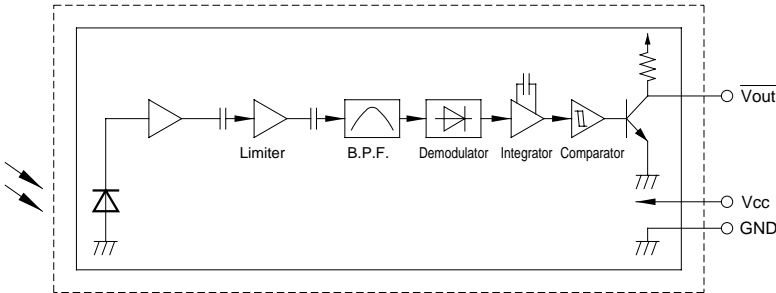 Limiter
B.P.F.
Demodulator
Integrator
Comparator
Vout
Vcc
GND